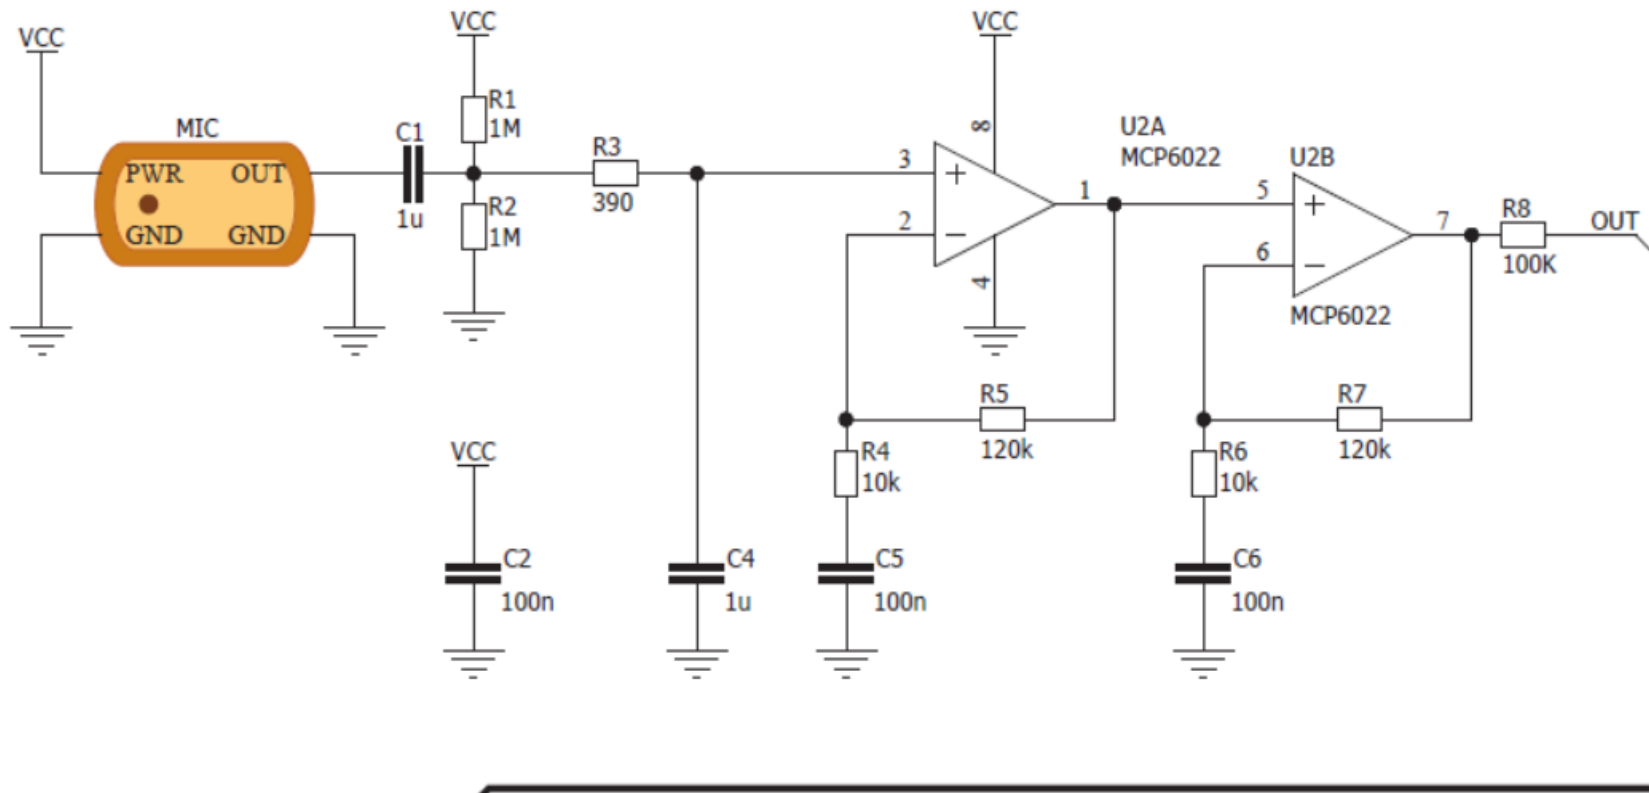 VCC
VCC
VCC
MIC
PWR
OUT
GND
GND
C1
1u
R1
1M
R2
1M
R3
390
3
2
8
4
1
U2A
MCP6022
5
6
U2B
7
MCP6022
R8
100K
OUT
R5
120k
R7
120k
R4
10k
R6
10k
VCC
C2
100n
C4
1u
C5
100n
C6
100n